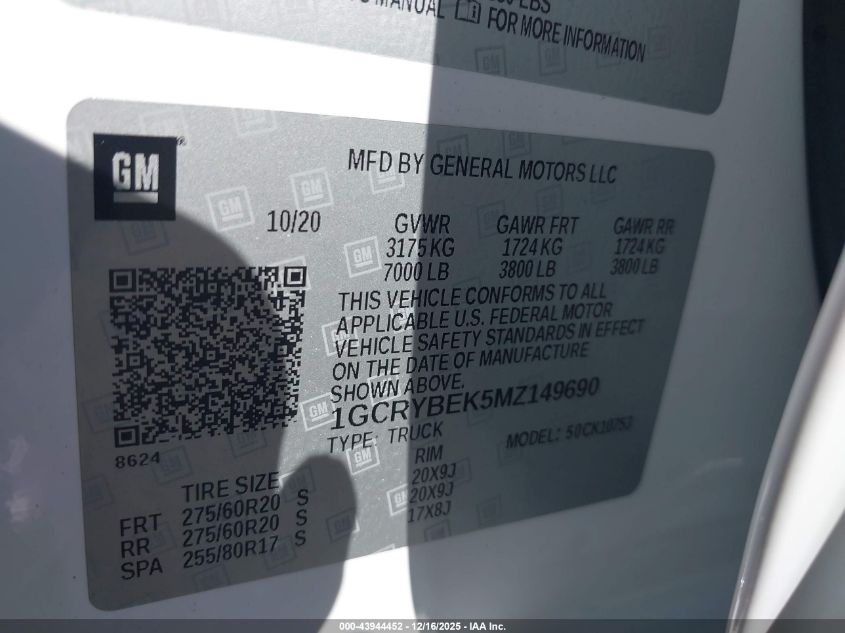 MANUAL FOR MORE INFORMATION
LBS
GM
MFD BY GENERAL MOTORS LLC
10/20 GVWR GAWR FRT GAWR RR
3175 KG 1724 KG 1724 KG
7000 LB 3800 LB 3800 LB
THIS VEHICLE CONFORMS TO ALL
APPLICABLE U.S. FEDERAL MOTOR
VEHICLE SAFETY STANDARDS IN EFFECT
ON THE DATE OF MANUFACTURE
SHOWN ABOVE.
1GCRYBEK5MZ149690
TYPE: TRUCK MODEL:
8624
TIRE SIZE RIM
FRT 275/60R20 S 20X9J
RR 275/60R20 S 20X9J
SPA 255/80R17 S 17X8J
000-43944452 - 12/16/2025 - IAA Inc.